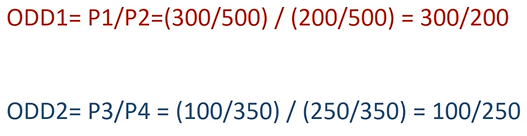 ODD1= P1/P2=(300/500) / (200/500) = 300/200
ODD2= P3/P4 = (100/350) / (250/350) = 100/250